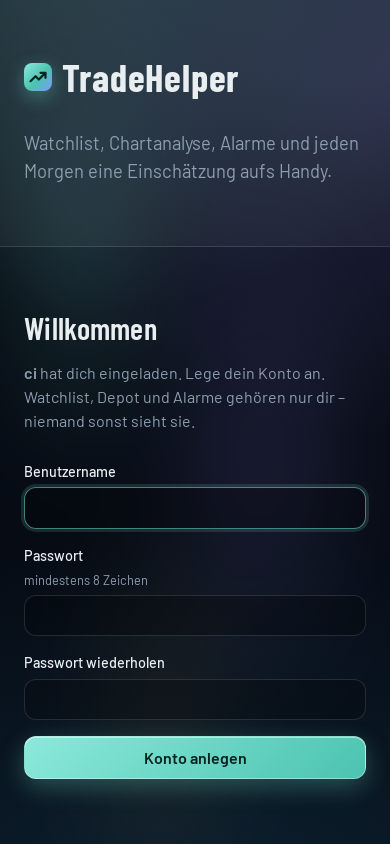 TradeHelper
Watchlist, Chartanalyse, Alarme und jeden
Morgen eine Einschätzung aufs Handy.
Willkommen
ci hat dich eingeladen. Lege dein Konto an.
Watchlist, Depot und Alarme gehören nur dir –
niemand sonst sieht sie.
Benutzername
Passwort
mindestens 8 Zeichen
Passwort wiederholen
Konto anlegen